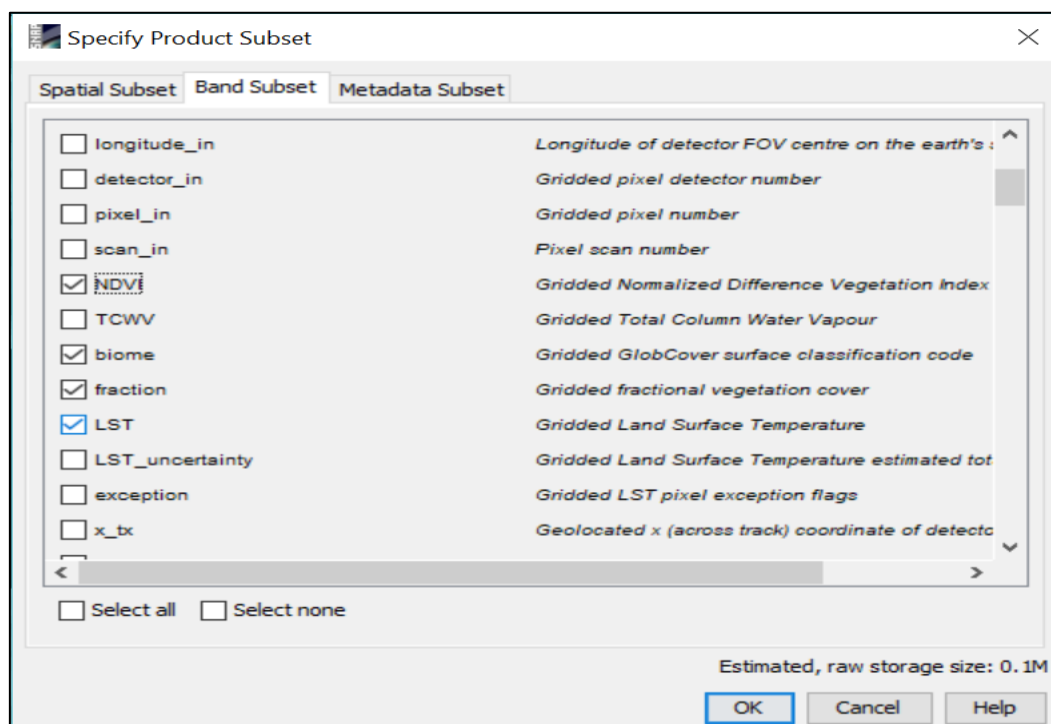 Specify Product Subset
Spatial Subset Band Subset Metadata Subset
longitude_in Longitude of detector FOV centre on the earth's
detector_in Gridded pixel detector number
pixel_in Gridded pixel number
scan_in Pixel scan number
NDVI Gridded Normalized Difference Vegetation Index
TCWV Gridded Total Column Water Vapour
biome Gridded GlobCover surface classification code
fraction Gridded fractional vegetation cover
LST Gridded Land Surface Temperature
LST_uncertainty Gridded Land Surface Temperature estimated tot
exception Gridded LST pixel exception flags
x_tx Geolocated x (across track) coordinate of detecto
Select all Select none
Estimated, raw storage size: 0.1M
OK Cancel Help